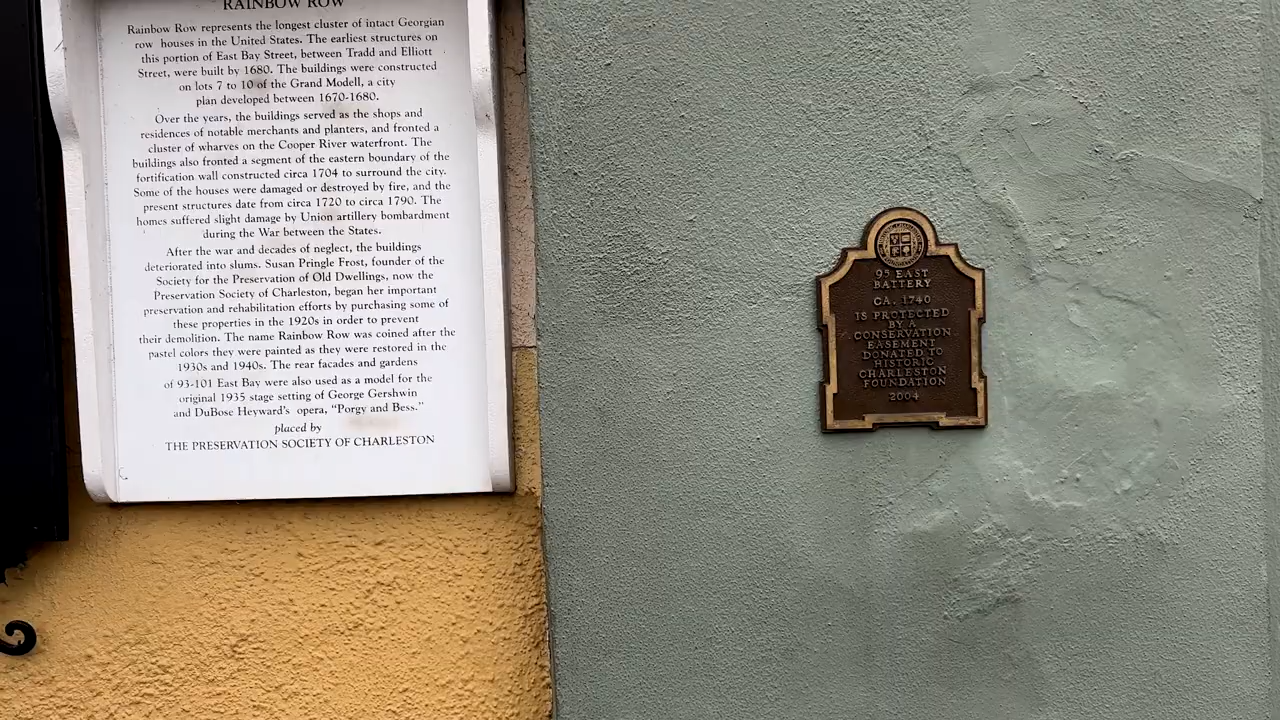 RAINBOW ROW
Rainbow Row represents the longest cluster of intact Georgian
row houses in the United States. The earliest structures on
this portion of East Bay Street, between Tradd and Elliott
Street, were built by 1680. The buildings were constructed
on lots 7 to 10 of the Grand Modell, a city
plan developed between 1670-1680.
Over the years, the buildings served as the shops and
residences of notable merchants and planters, and fronted a
cluster of wharves on the Cooper River waterfront. The
buildings also fronted a segment of the eastern boundary of the
fortification wall constructed circa 1704 to surround the city.
Some of the houses were damaged or destroyed by fire, and the
present structures date from circa 1720 to circa 1790. The
homes suffered slight damage by Union artillery bombardment
during the War between the States.
After the war and decades of neglect, the buildings
deteriorated into slums. Susan Pringle Frost, founder of the
Society for the Preservation of Old Dwellings, now the
Preservation Society of Charleston, began her important
preservation and rehabilitation efforts by purchasing some of
these properties in the 1920s in order to prevent
their demolition. The name Rainbow Row was coined after the
pastel colors they were painted as they were restored in the
1930s and 1940s. The rear facades and gardens
of 93-101 East Bay were also used as a model for the
original 1935 stage setting of George Gershwin
and DuBose Heyward's opera, "Porgy and Bess."
placed by
THE PRESERVATION SOCIETY OF CHARLESTON
95 EAST
BATTERY
CA. 1740
IS PROTECTED
BY A
CONSERVATION
EASEMENT
DONATED TO
HISTORIC
CHARLESTON
FOUNDATION
2004